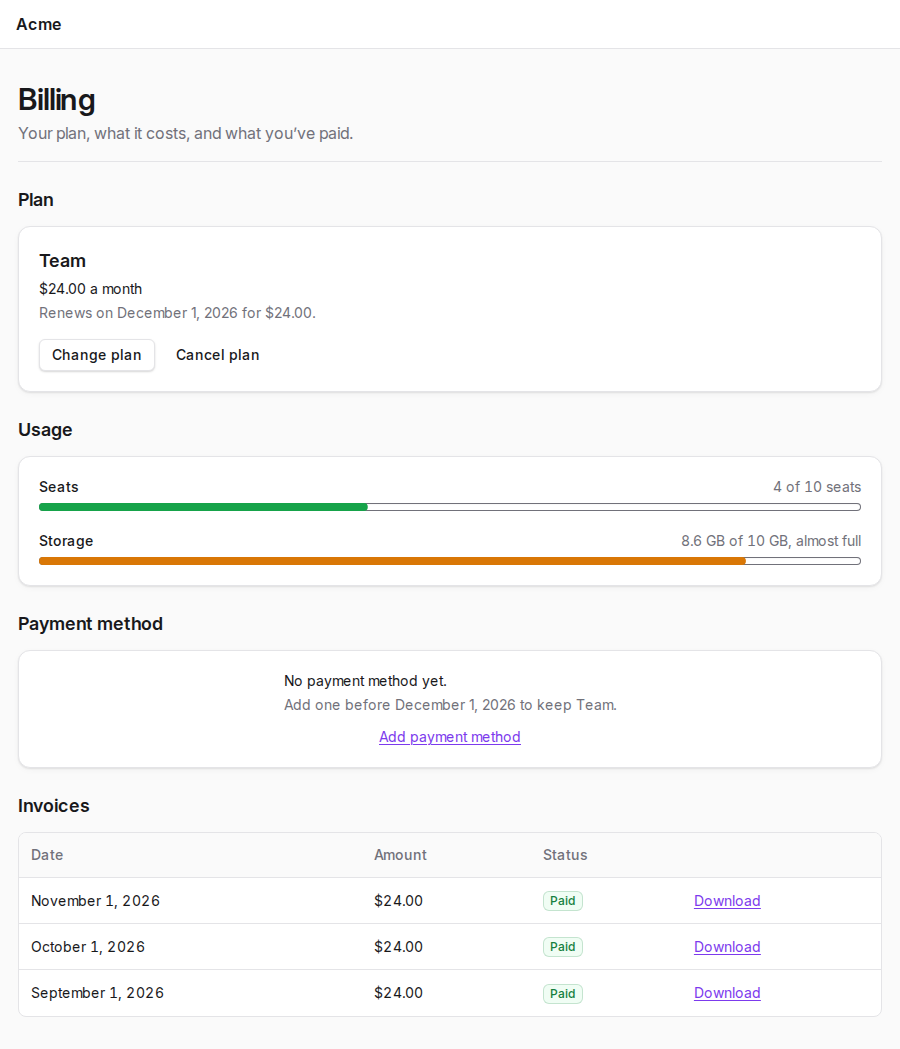 Acme
Billing
Your plan, what it costs, and what you’ve paid.
Plan
Team
$24.00 a month
Renews on December 1, 2026 for $24.00.
Change plan Cancel plan
Usage
Seats 4 of 10 seats
Storage 8.6 GB of 10 GB, almost full
Payment method
No payment method yet.
Add one before December 1, 2026 to keep Team.
Add payment method
Invoices
Date Amount Status
November 1, 2026 $24.00 Paid Download
October 1, 2026 $24.00 Paid Download
September 1, 2026 $24.00 Paid Download